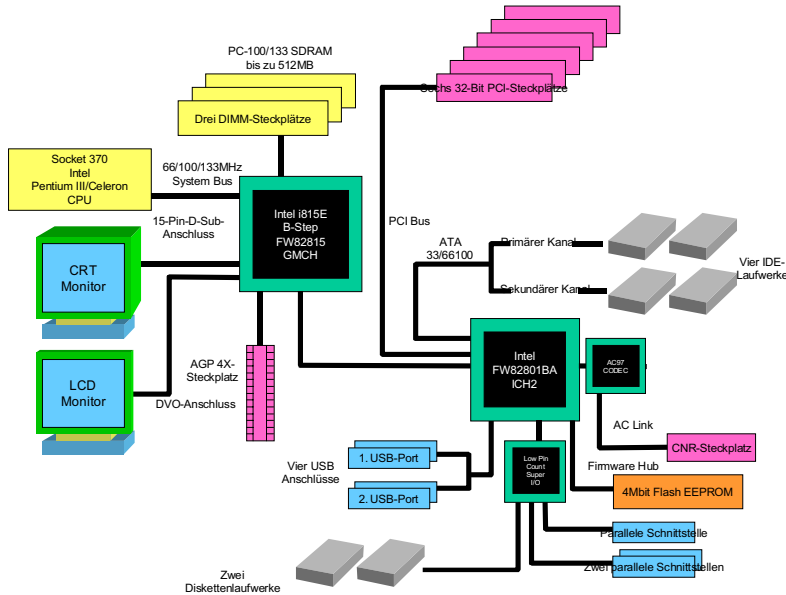 PC-100/133 SDRAM
bis zu 512MB
Drei DIMM-Steckplätze
Sechs 32-Bit PCI-Steckplätze
Socket 370
Intel
Pentium III/Celeron
CPU
66/100/133MHz
System Bus
Intel i815E
B-Step
FW82815
GMCH
15-Pin-D-Sub-
Anschluss
PCI Bus
ATA
33/66100
Primärer Kanal
Sekundärer Kanal
Vier IDE-
Laufwerke
CRT
Monitor
LCD
Monitor
AGP 4X-
Steckplatz
DVO-Anschluss
Intel
FW82801BA
ICH2
AC97
CODEC
AC Link
CNR-Steckplatz
Vier USB
Anschlüsse
1. USB-Port
2. USB-Port
Low Pin
Count
Super
I/O
Firmware Hub
4Mbit Flash EEPROM
Parallele Schnittstelle
Zwei parallele Schnittstellen
Zwei
Diskettenlaufwerke